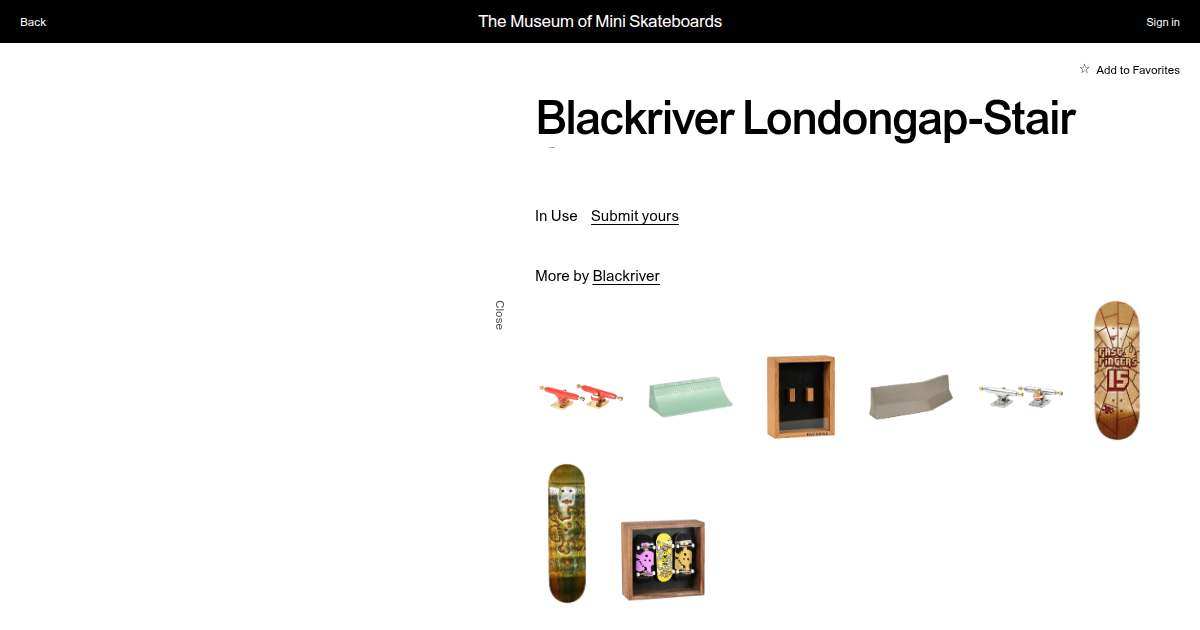 Back
The Museum of Mini Skateboards
Sign in
☆ Add to Favorites
Blackriver Londongap-Stair
In Use Submit yours
More by Blackriver
Close
FAST
FINGERS
15